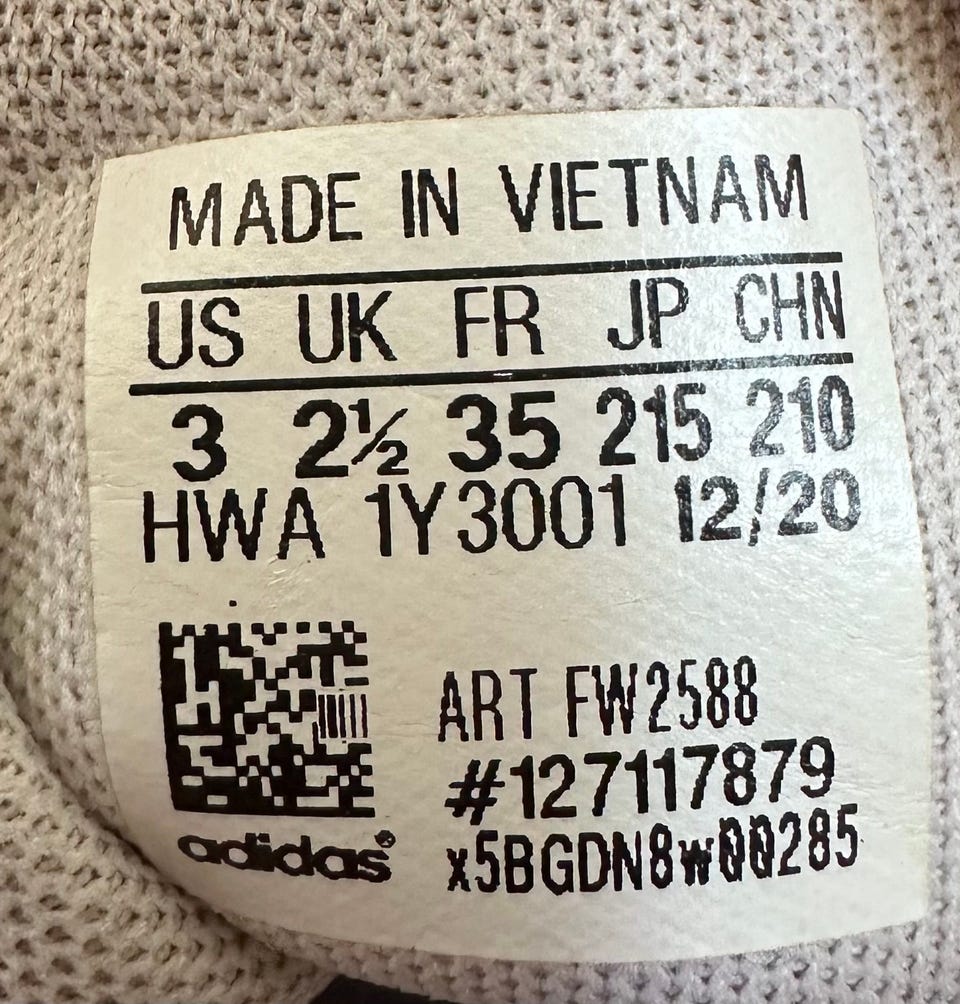 MADE IN VIETNAM
US UK FR JP CHN
3 2½ 35 215 210
HWA 1Y3001 12/20
ART FW2588
#127117879
x5BGDN8w00285
adidas®